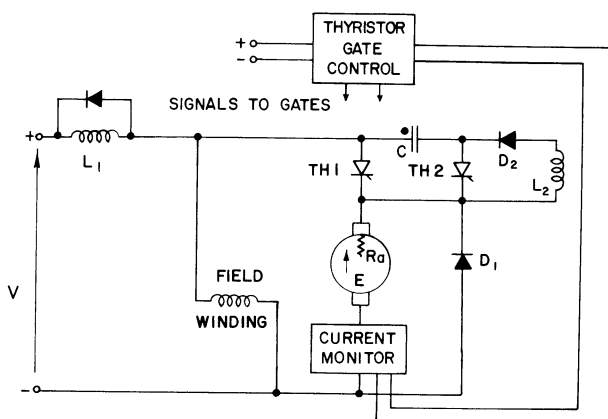 THYRISTOR
GATE
CONTROL
+
-
SIGNALS TO GATES
+
L1
TH1
C
TH2
D2
L2
Ra
E
D1
V
FIELD
WINDING
CURRENT
MONITOR
-